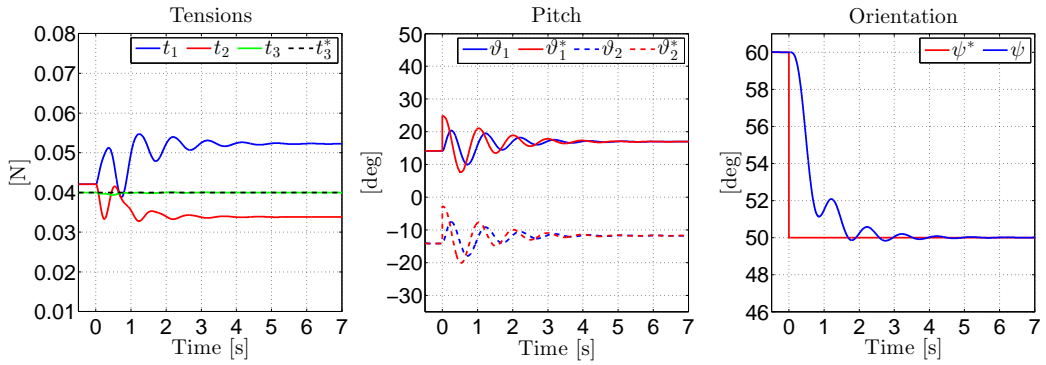 Tensions
t₁ t₂ t₃ t₃*
0.08
0.07
0.06
0.05
0.04
0.03
0.02
0.01
[N]
0 1 2 3 4 5 6 7
Time [s]
Pitch
ϑ₁ ϑ₁* ϑ₂ ϑ₂*
50
40
30
20
10
0
−10
−20
−30
[deg]
0 1 2 3 4 5 6 7
Time [s]
Orientation
ψ* ψ
60
58
56
54
52
50
48
46
[deg]
0 1 2 3 4 5 6 7
Time [s]